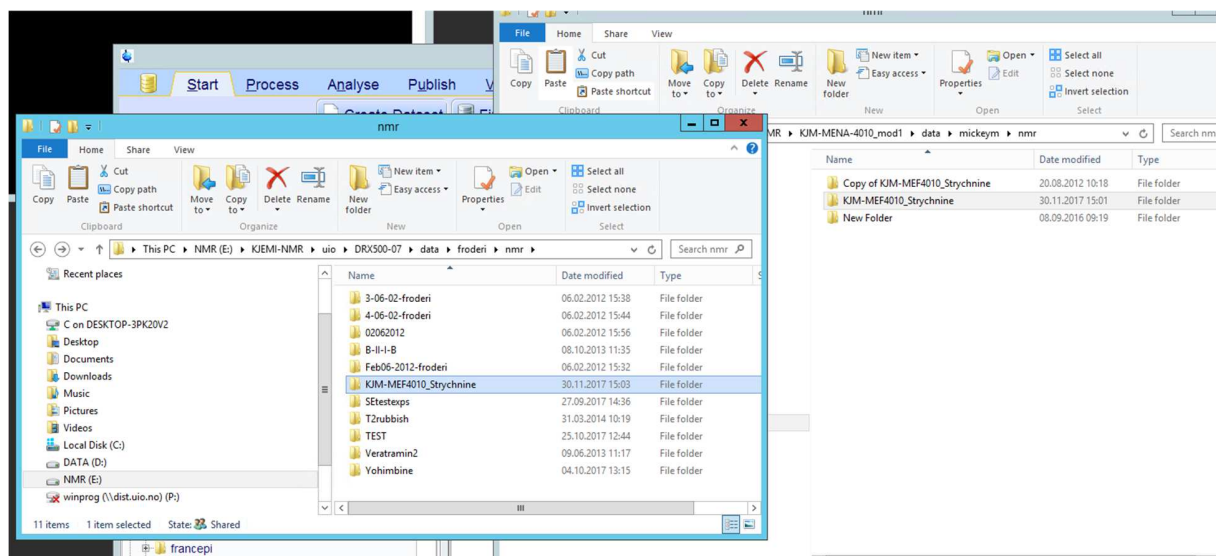 nmr
File Home Share View
Copy Paste Cut Copy path Paste shortcut Move to Copy to Delete Rename New folder New item Easy access Properties Open Edit Select all Select none Invert selection
Clipboard Organize New Open Select
MR KJM-MENA-4010_mod1 data mickeym nmr Search nm
Name Date modified Type
Copy of KJM-MEF4010_Strychnine 20.08.2012 10:18 File folder
KJM-MEF4010_Strychnine 30.11.2017 15:01 File folder
New Folder 08.09.2016 09:19 File folder
Start Process Analyse Publish V
Create Dataset Fi
nmr
File Home Share View
Copy Paste Cut Copy path Paste shortcut Move to Copy to Delete Rename New folder New item Easy access Properties Open Edit Select all Select none Invert selection
Clipboard Organize New Open Select
This PC NMR (E:) KJEMI-NMR uio DRX500-07 data froderi nmr Search nmr
Recent places
This PC
C on DESKTOP-3PK20V2
Desktop
Documents
Downloads
Music
Pictures
Videos
Local Disk (C:)
DATA (D:)
NMR (E:)
winprog (\\dist.uio.no) (P:)
Name Date modified Type S
3-06-02-froderi 06.02.2012 15:38 File folder
4-06-02-froderi 06.02.2012 15:44 File folder
02062012 06.02.2012 15:56 File folder
B-II-I-B 08.10.2013 11:35 File folder
Feb06-2012-froderi 06.02.2012 15:32 File folder
KJM-MEF4010_Strychnine 30.11.2017 15:03 File folder
SEtestexps 27.09.2017 14:36 File folder
T2rubbish 31.03.2014 10:19 File folder
TEST 25.10.2017 12:44 File folder
Veratramin2 09.06.2013 11:17 File folder
Yohimbine 04.10.2017 13:15 File folder
11 items 1 item selected State: Shared
francepi